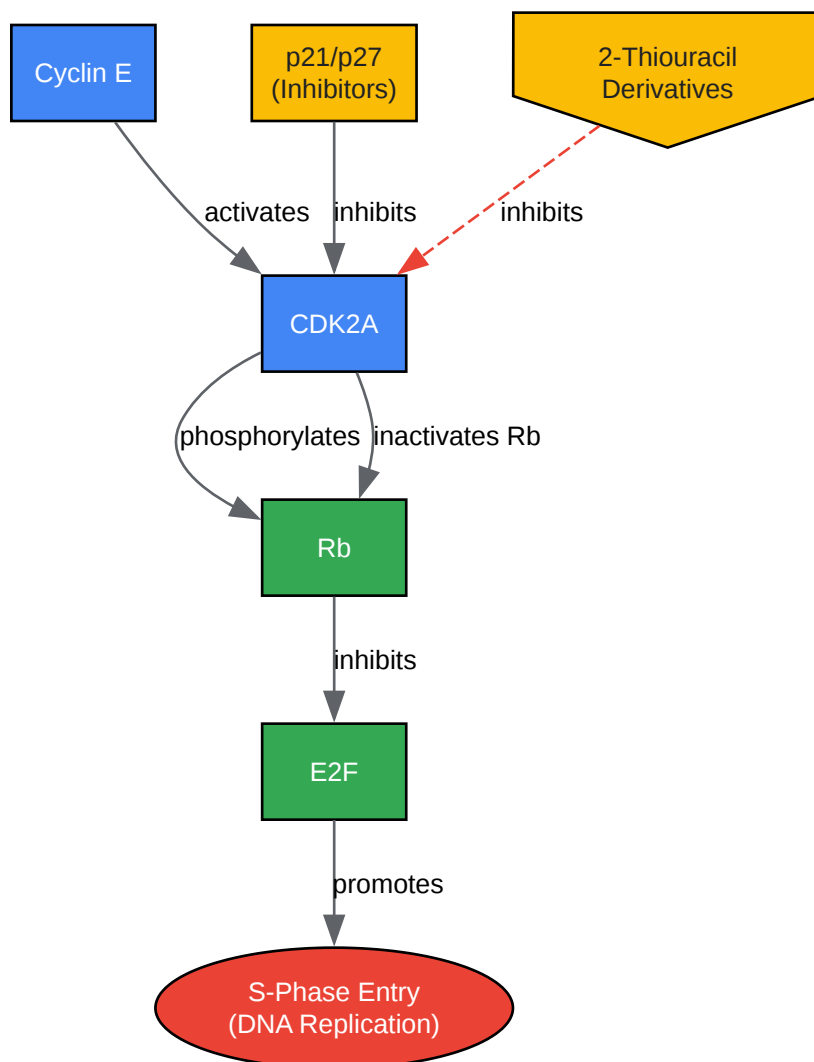 Cyclin E
p21/p27
(Inhibitors)
2-Thiouracil
Derivatives
activates
inhibits
inhibits
CDK2A
phosphorylates
inactivates Rb
Rb
inhibits
E2F
promotes
S-Phase Entry
(DNA Replication)